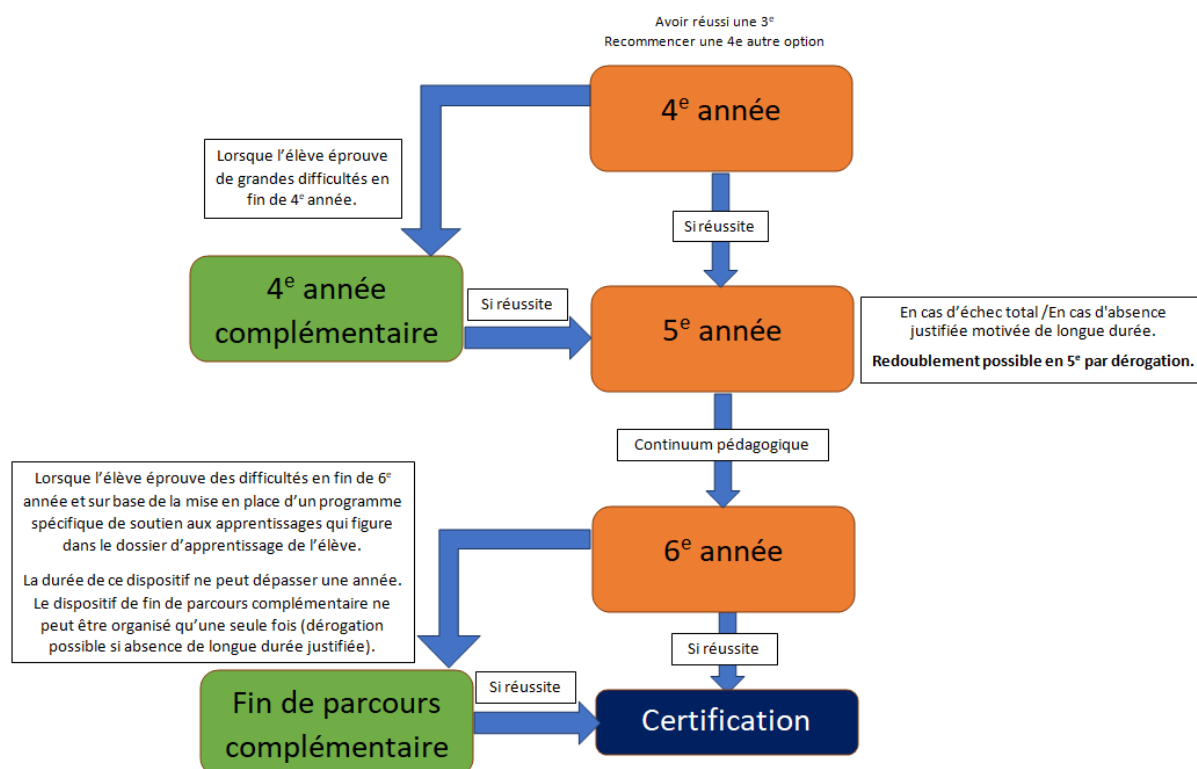 Avoir réussi une 3e
Recommencer une 4e autre option
4e année
Lorsque l'élève éprouve
de grandes difficultés en
fin de 4e année.
Si réussite
4e année
complémentaire
Si réussite
5e année
En cas d'échec total /En cas d'absence
justifiée motivée de longue durée.
Redoublement possible en 5e par dérogation.
Continuum pédagogique
Lorsque l'élève éprouve des difficultés en fin de 6e
année et sur base de la mise en place d'un programme
spécifique de soutien aux apprentissages qui figure
dans le dossier d'apprentissage de l'élève.
La durée de ce dispositif ne peut dépasser une année.
Le dispositif de fin de parcours complémentaire ne
peut être organisé qu'une seule fois (dérogation
possible si absence de longue durée justifiée).
6e année
Si réussite
Fin de parcours
complémentaire
Si réussite
Certification